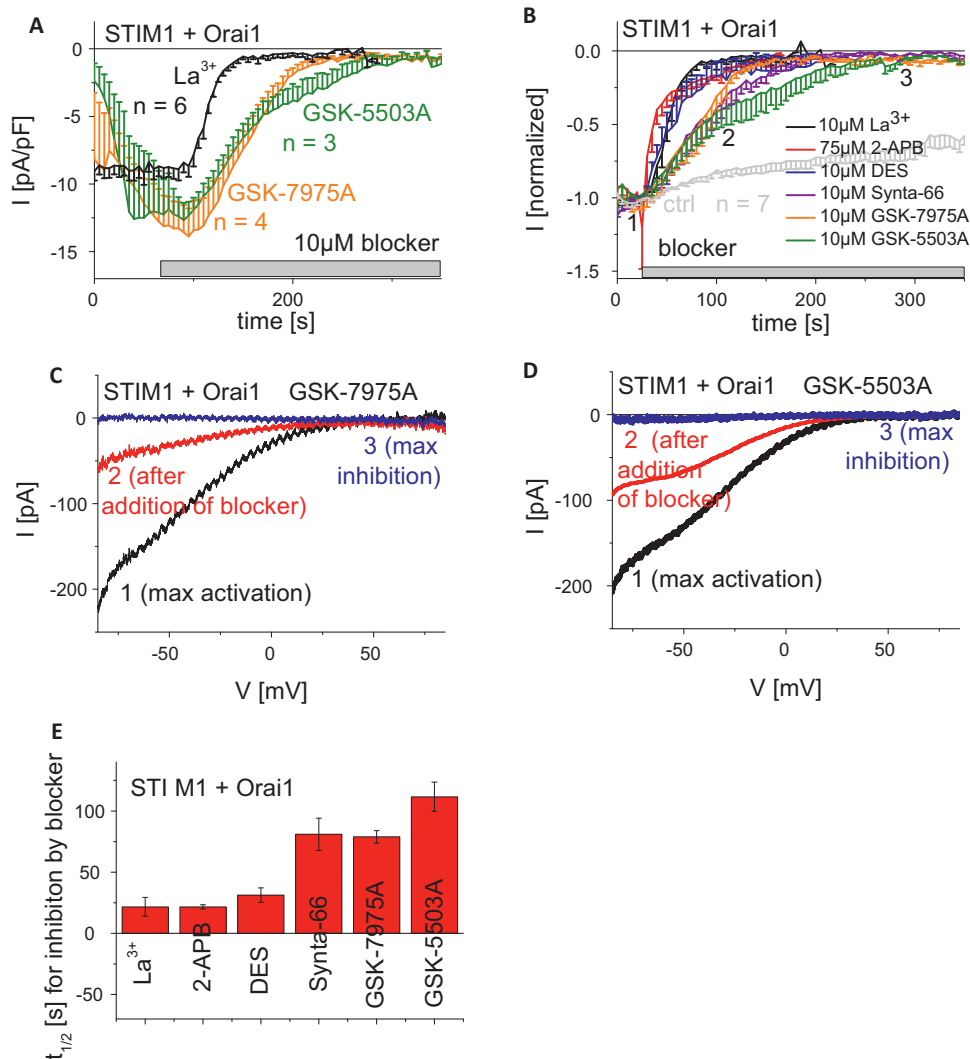 A
STIM1 + Orai1
0
-5
-10
-15
I [pA/pF]
La3+
n = 6
GSK-5503A
n = 3
GSK-7975A
n = 4
10µM blocker
0
200
time [s]
B
STIM1 + Orai1
0.0
-0.5
-1.0
-1.5
I [normalized]
3
2
1
10µM La3+
75µM 2-APB
10µM DES
10µM Synta-66
10µM GSK-7975A
10µM GSK-5503A
ctrl n = 7
blocker
0
100
200
300
time [s]
C
STIM1 + Orai1 GSK-7975A
0
-100
-200
I [pA]
2 (after
addition of blocker)
3 (max
inhibition)
1 (max activation)
-50
0
50
V [mV]
D
STIM1 + Orai1 GSK-5503A
0
-100
-200
I [pA]
2 (after
addition
of blocker)
3 (max
inhibition)
1 (max activation)
-50
0
50
V [mV]
E
STI M1 + Orai1
100
50
0
-50
t1/2 [s] for inhibiton by blocker
La3+
2-APB
DES
Synta-66
GSK-7975A
GSK-5503A